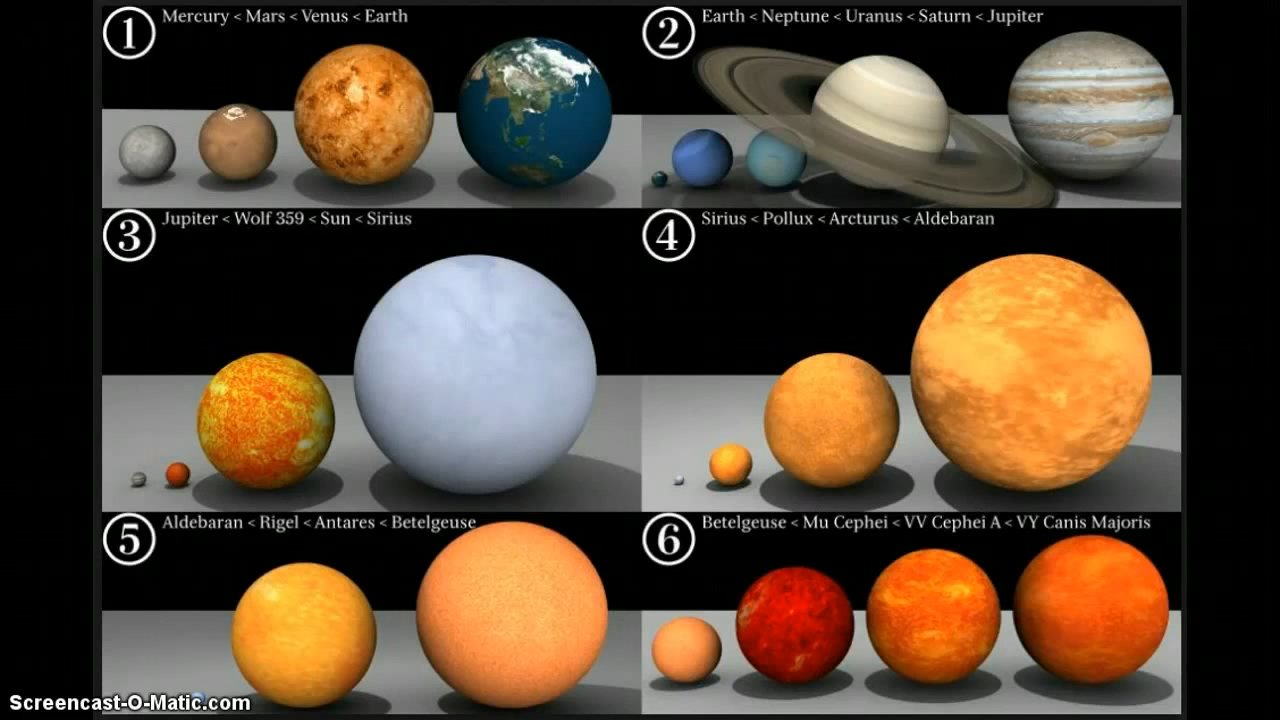 1 Mercury < Mars < Venus < Earth
2 Earth < Neptune < Uranus < Saturn < Jupiter
3 Jupiter < Wolf 359 < Sun < Sirius
4 Sirius < Pollux < Arcturus < Aldebaran
5 Aldebaran < Rigel < Antares < Betelgeuse
6 Betelgeuse < Mu Cephei < VV Cephei A < VY Canis Majoris
Screencast-O-Matic.com